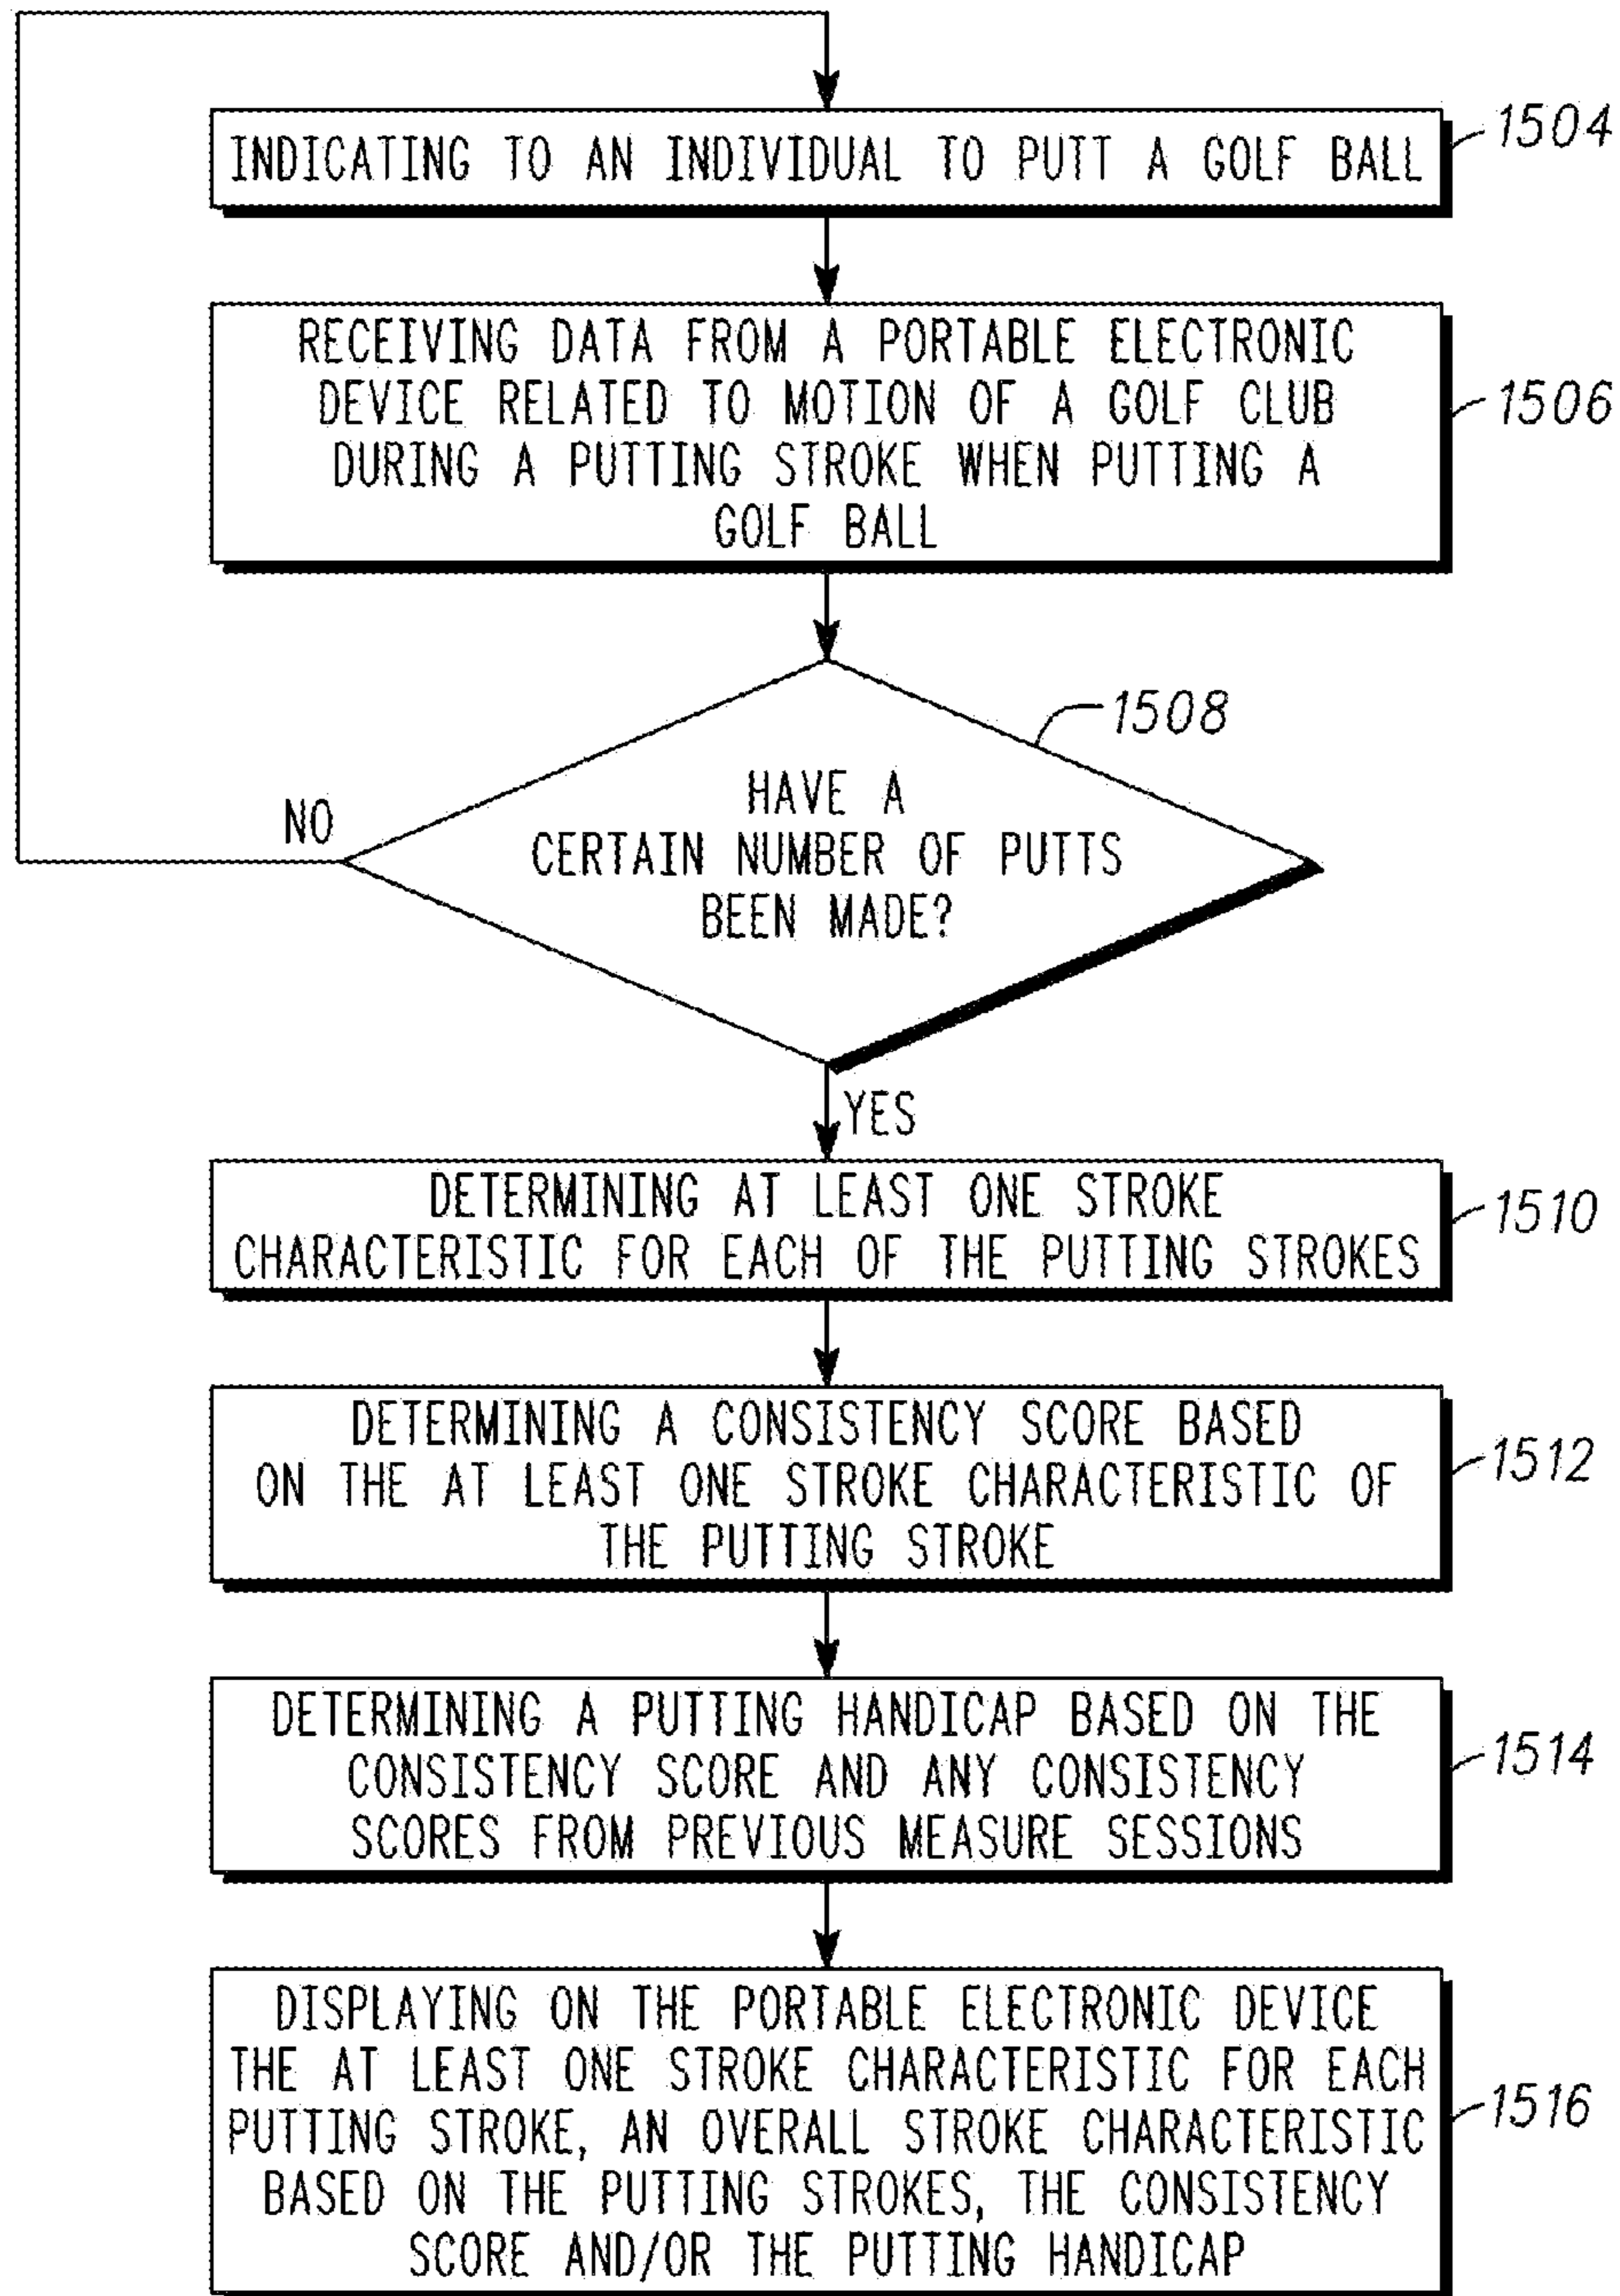 INDICATING TO AN INDIVIDUAL TO PUTT A GOLF BALL
1504
RECEIVING DATA FROM A PORTABLE ELECTRONIC
DEVICE RELATED TO MOTION OF A GOLF CLUB
DURING A PUTTING STROKE WHEN PUTTING A
GOLF BALL
1506
HAVE A
CERTAIN NUMBER OF PUTTS
BEEN MADE?
1508
NO
YES
DETERMINING AT LEAST ONE STROKE
CHARACTERISTIC FOR EACH OF THE PUTTING STROKES
1510
DETERMINING A CONSISTENCY SCORE BASED
ON THE AT LEAST ONE STROKE CHARACTERISTIC OF
THE PUTTING STROKE
1512
DETERMINING A PUTTING HANDICAP BASED ON THE
CONSISTENCY SCORE AND ANY CONSISTENCY
SCORES FROM PREVIOUS MEASURE SESSIONS
1514
DISPLAYING ON THE PORTABLE ELECTRONIC DEVICE
THE AT LEAST ONE STROKE CHARACTERISTIC FOR EACH
PUTTING STROKE, AN OVERALL STROKE CHARACTERISTIC
BASED ON THE PUTTING STROKES, THE CONSISTENCY
SCORE AND/OR THE PUTTING HANDICAP
1516